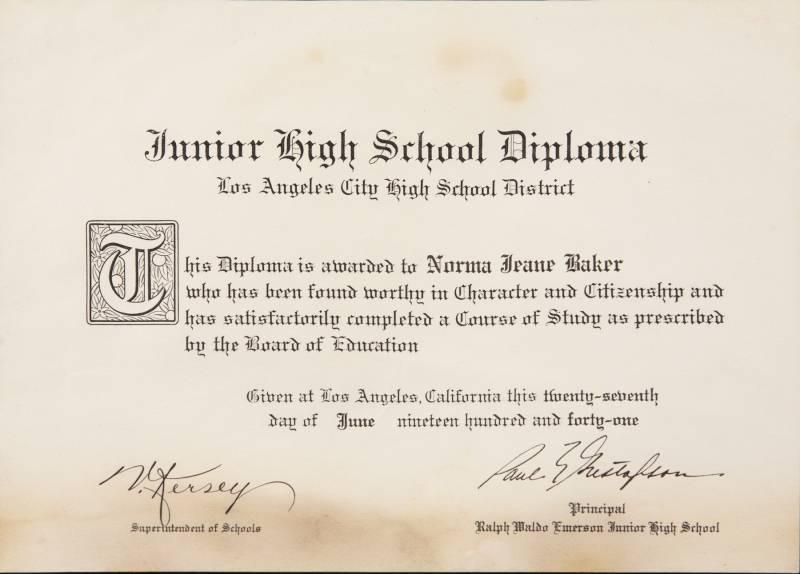 Junior High School Diploma
Los Angeles City High School District
This Diploma is awarded to Norma Jeane Baker
who has been found worthy in Character and Citizenship and
has satisfactorily completed a Course of Study as prescribed
by the Board of Education
Given at Los Angeles, California this twenty-seventh
day of June nineteen hundred and forty-one
V. Kersey
Superintendent of Schools
Paul E. Gustafson
Principal
Ralph Waldo Emerson Junior High School